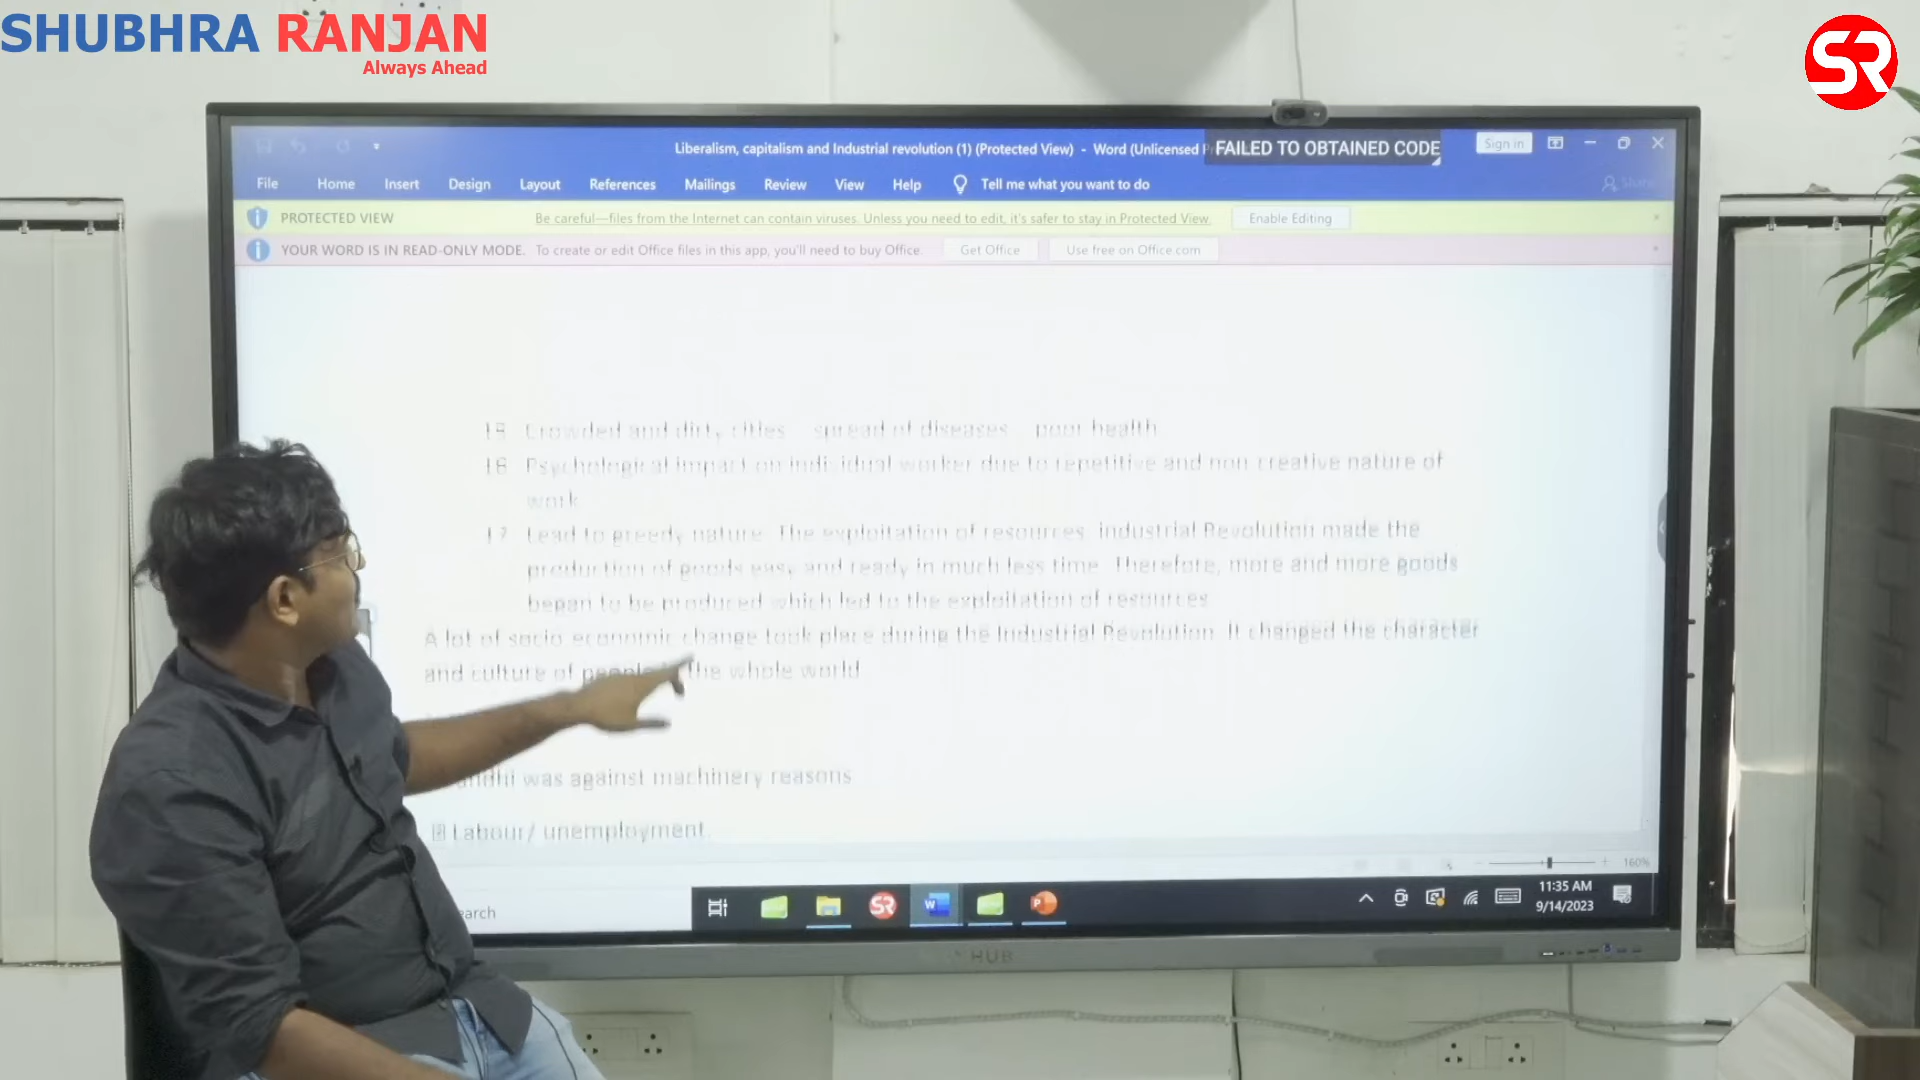 SHUBHRA RANJAN
Always Ahead
SR
Liberalism, capitalism and Industrial revolution (1) (Protected View) - Word (Unlicensed
FAILED TO OBTAINED CODE
Sign in
File Home Insert Design Layout References Mailings Review View Help Tell me what you want to do
Share
PROTECTED VIEW Be careful—files from the Internet can contain viruses. Unless you need to edit, it's safer to stay in Protected View. Enable Editing
YOUR WORD IS IN READ-ONLY MODE. To create or edit Office files in this app, you'll need to buy Office. Get Office Use free on Office.com
15 Crowded and dirty cities spread of diseases poor health
16 Psychological impact on individual worker due to repetitive and non creative nature of
work
17 Lead to greedy nature The exploitation of resources industrial Revolution made the
production of goods easy and ready in much less time. Therefore, more and more goods
began to be produced which led to the exploitation of resources
A lot of socio economic change took place during the Industrial Revolution. It changed the character
and culture of people the whole world
was against machinery reasons
Labour/ unemployment.
160%
earch
11:35 AM
9/14/2023
HUB